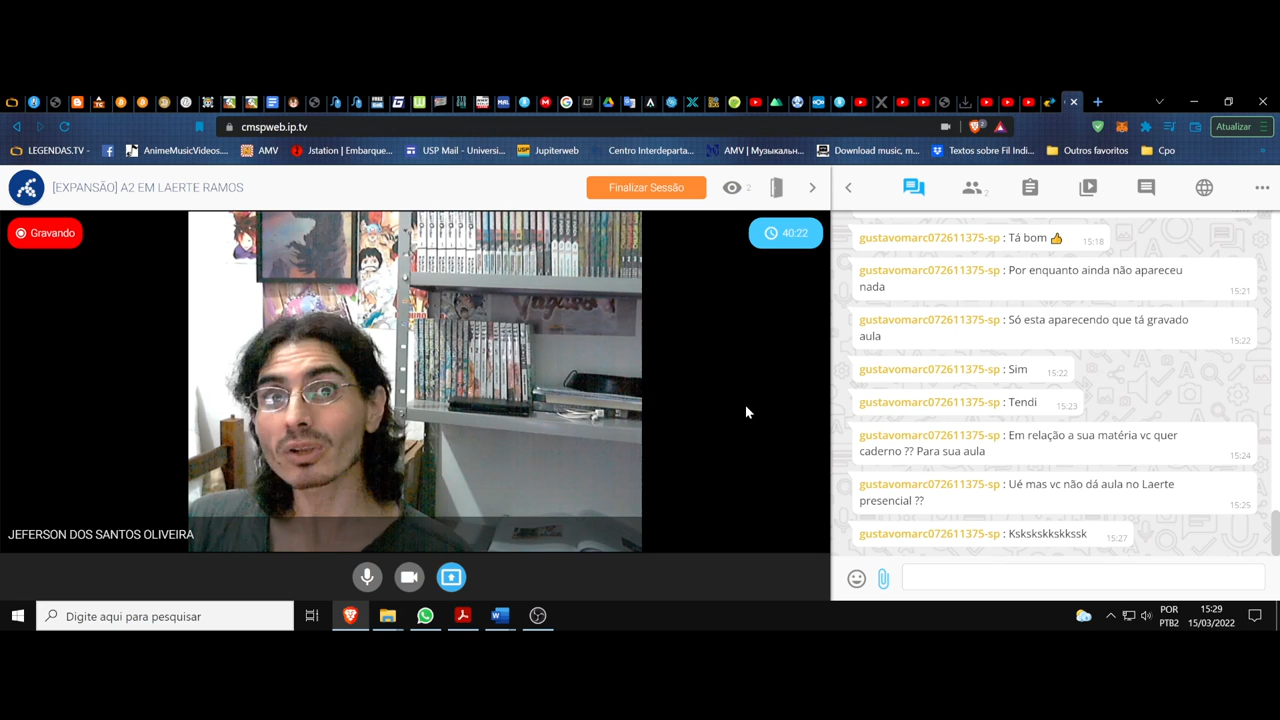 cmspweb.ip.tv
Atualizar
LEGENDAS.TV -
AnimeMusicVideos...
AMV
Jstation | Embarque...
USP Mail - Universi...
Jupiterweb
Centro Interdeparta...
AMV | Музыкальн...
Download music, m...
Textos sobre Fil Indi...
Outros favoritos
Cpo
[EXPANSÃO] A2 EM LAERTE RAMOS
Finalizar Sessão
2
2
Gravando
40:22
gustavomarc072611375-sp : Tá bom 👍
15:18
gustavomarc072611375-sp : Por enquanto ainda não apareceu
nada
15:21
gustavomarc072611375-sp : Só esta aparecendo que tá gravado
aula
15:22
gustavomarc072611375-sp : Sim
15:22
gustavomarc072611375-sp : Tendi
15:23
gustavomarc072611375-sp : Em relação a sua matéria vc quer
caderno ?? Para sua aula
15:24
gustavomarc072611375-sp : Ué mas vc não dá aula no Laerte
presencial ??
15:25
gustavomarc072611375-sp : Kskskskkskkssk
15:27
JEFERSON DOS SANTOS OLIVEIRA
Digite aqui para pesquisar
POR
PTB2
15:29
15/03/2022